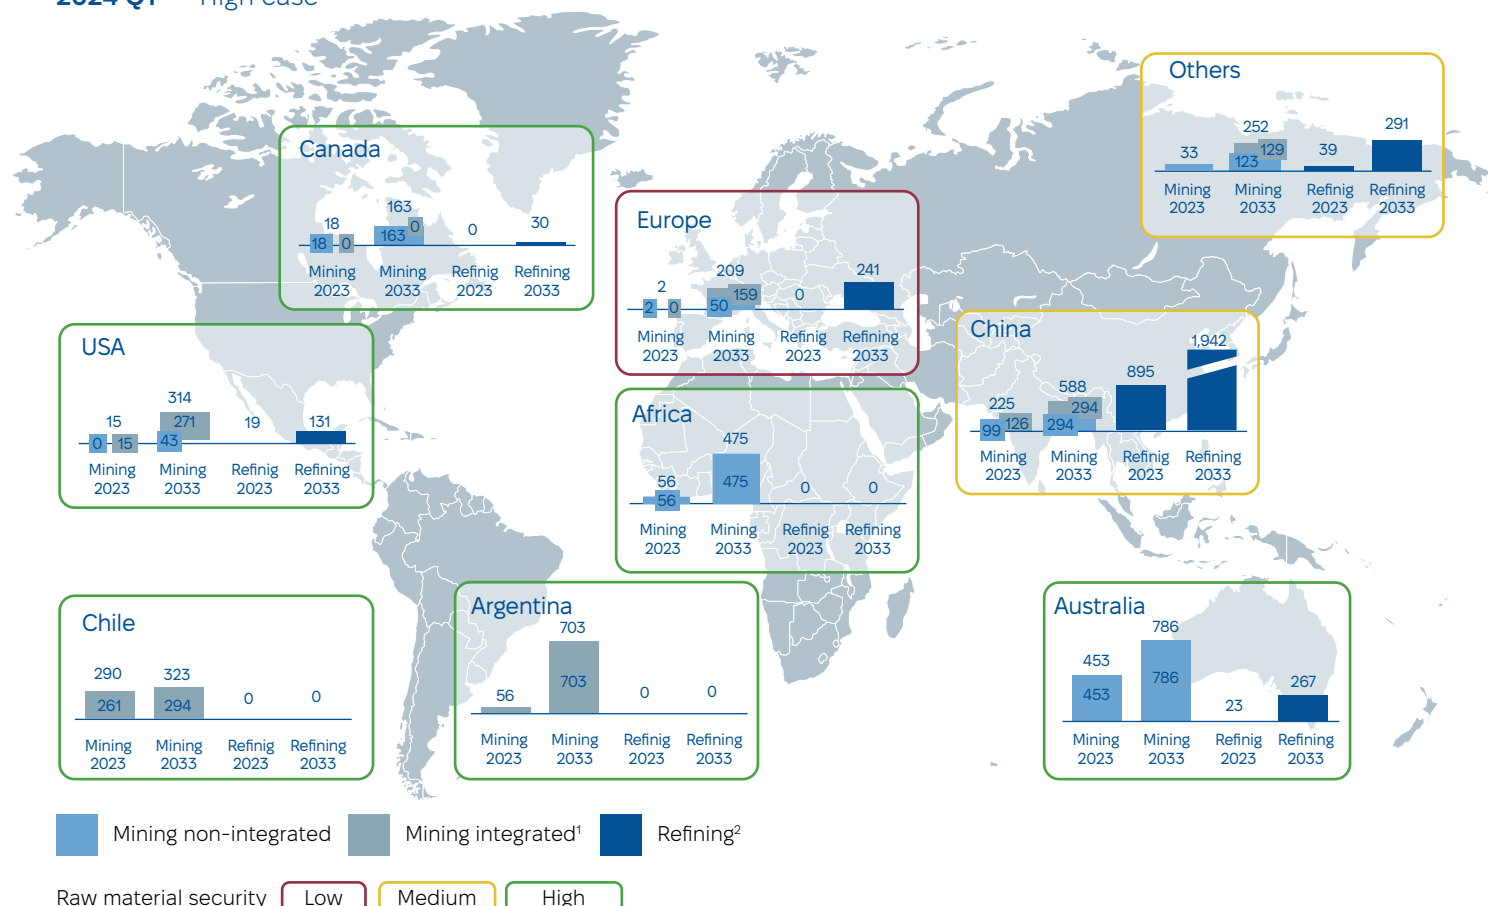 2024 Q1 — High case
Others
252
291
33
129
39
123
Mining
Mining
Refinig
Refining
2023
2033
2023
2033
Canada
163
18
0
0
30
18
0
163
Mining
Mining
Refinig
Refining
2023
2033
2023
2033
Europe
209
241
2
159
0
2
0
50
Mining
Mining
Refinig
Refining
2023
2033
2023
2033
China
1,942
895
588
225
294
126
99
294
Mining
Mining
Refinig
Refining
2023
2033
2023
2033
USA
314
15
271
19
131
0
15
43
Mining
Mining
Refinig
Refining
2023
2033
2023
2033
Africa
475
56
475
0
0
56
Mining
Mining
Refinig
Refining
2023
2033
2023
2033
Chile
290
323
261
294
0
0
Mining
Mining
Refinig
Refining
2023
2033
2023
2033
Argentina
703
56
703
0
0
Mining
Mining
Refinig
Refining
2023
2033
2023
2033
Australia
786
453
453
786
23
267
Mining
Mining
Refinig
Refining
2023
2033
2023
2033
Mining non-integrated
Mining integrated¹
Refining²
Raw material security
Low
Medium
High